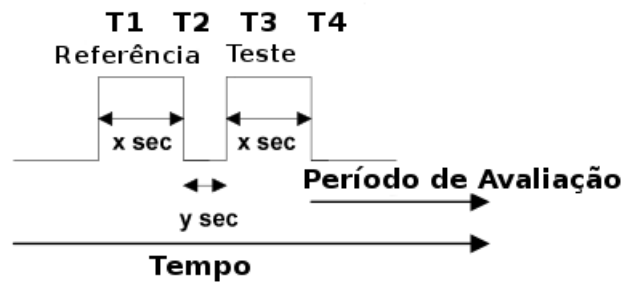 T1 T2 T3 T4
Referência Teste
x sec x sec
Período de Avaliação
y sec
Tempo